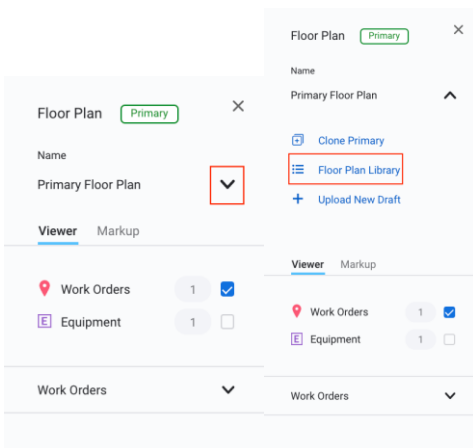 Floor Plan Primary
Name
Primary Floor Plan
Viewer Markup
Work Orders 1
E Equipment 1
Work Orders
Floor Plan Primary
Name
Primary Floor Plan
Clone Primary
Floor Plan Library
Upload New Draft
Viewer Markup
Work Orders 1
E Equipment 1
Work Orders